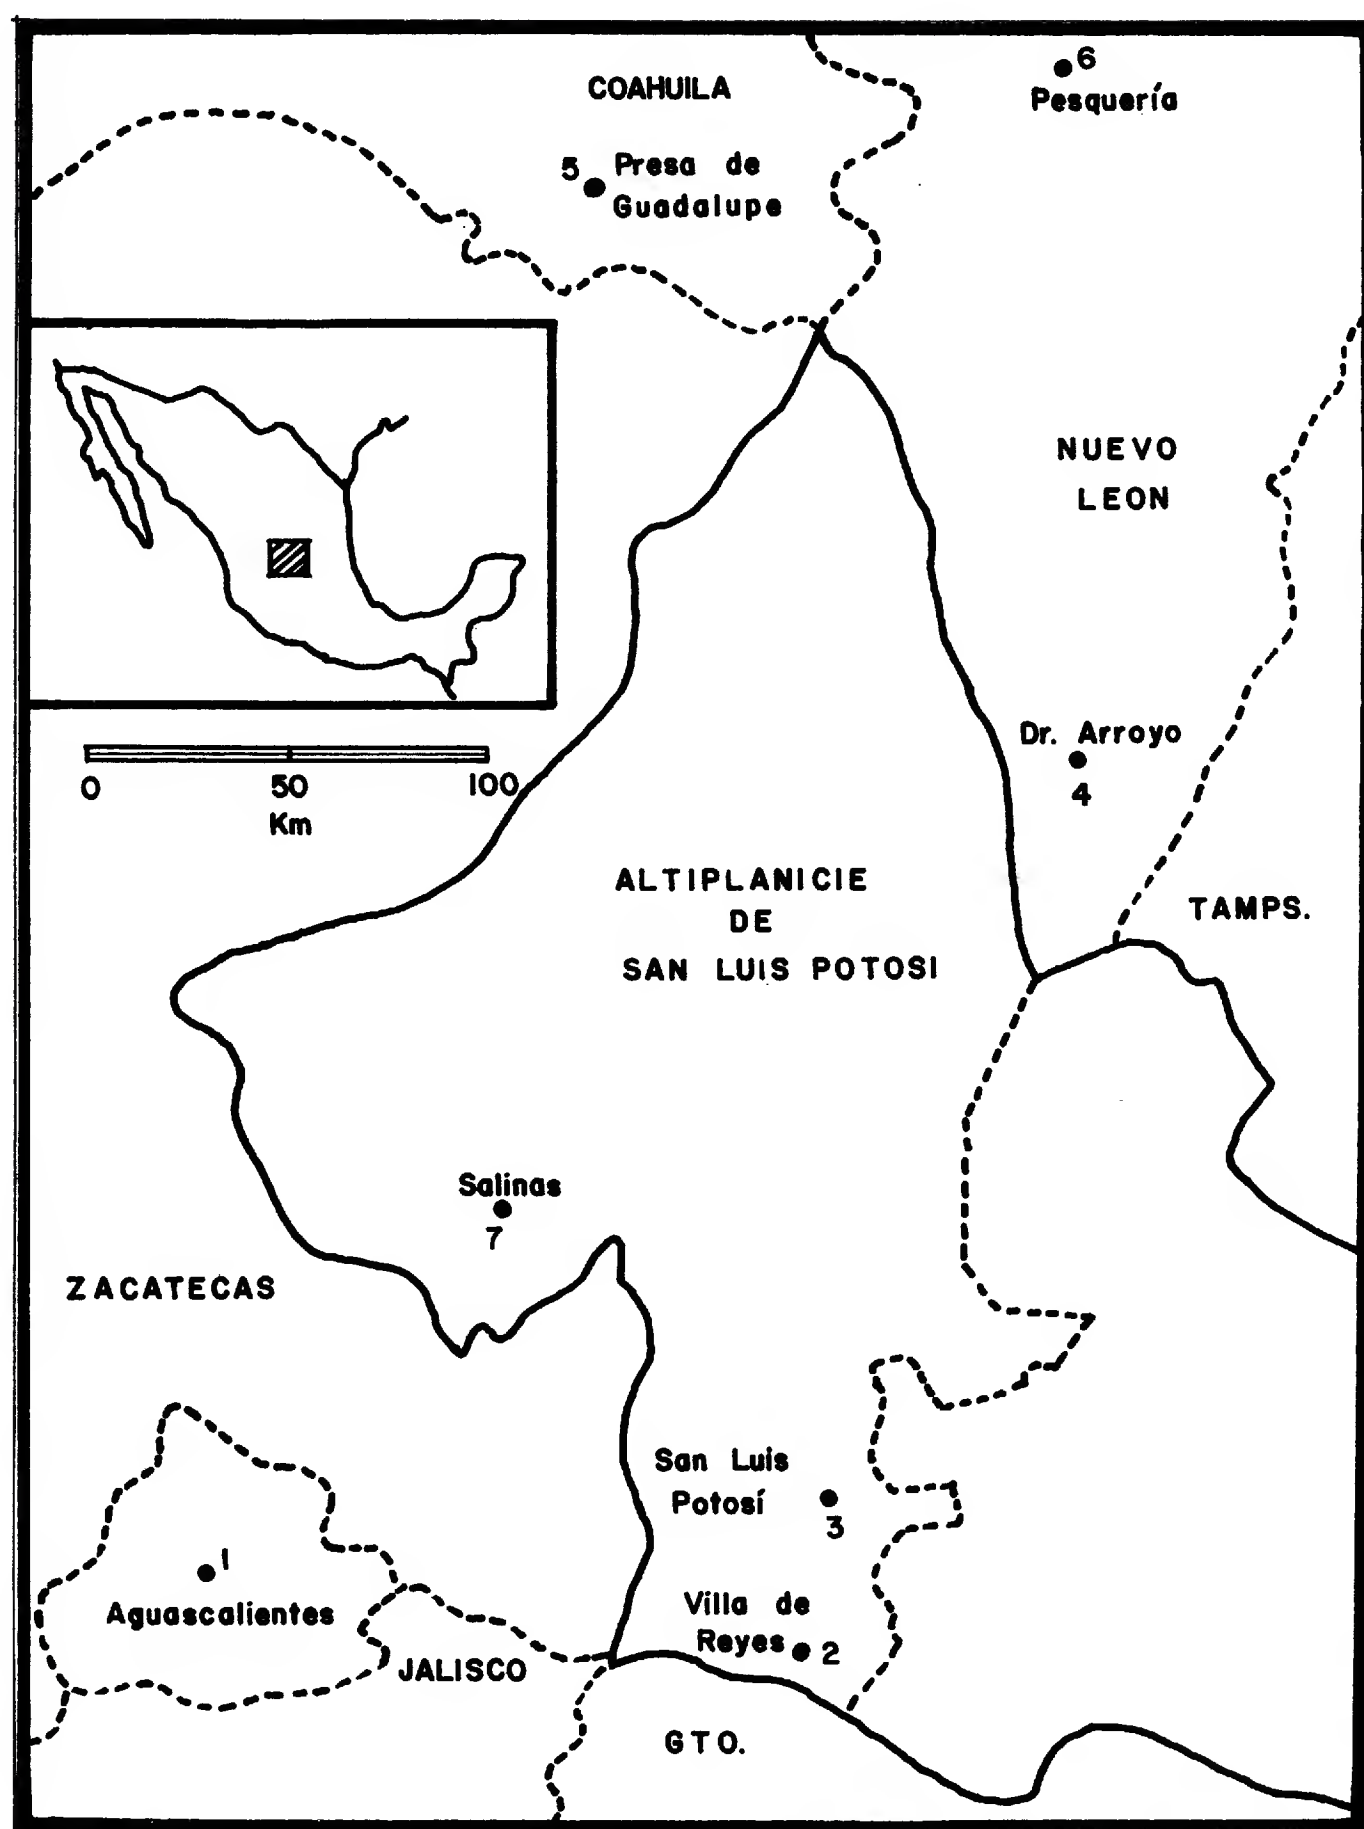 COAHUILA
6
Pesquería
5 Presa de
Guadalupe
NUEVO
LEON
Dr. Arroyo
4
0 50 100
Km
ALTIPLANICIE
DE
SAN LUIS POTOSI
TAMPS.
Salinas
7
ZACATECAS
San Luis
Potosí
3
1
Aguascalientes
Villa de
Reyes 2
JALISCO
GTO.